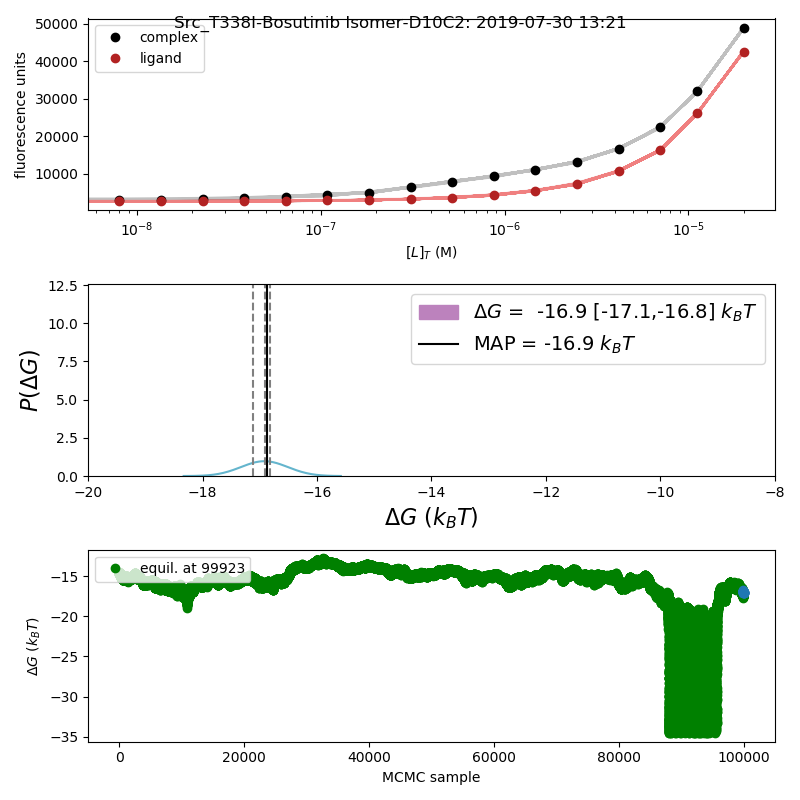 Src_T338I-Bosutinib Isomer-D10C2: 2019-07-30 13:21
50000
40000
30000
20000
10000
fluorescence units
complex
ligand
10⁻⁸
10⁻⁷
10⁻⁶
10⁻⁵
[L]_T (M)
12.5
10.0
7.5
5.0
2.5
0.0
P(ΔG)
ΔG = -16.9 [-17.1,-16.8] k_BT
MAP = -16.9 k_BT
−20
−18
−16
−14
−12
−10
−8
ΔG (k_BT)
−15
−20
−25
−30
−35
ΔG (k_BT)
equil. at 99923
0
20000
40000
60000
80000
100000
MCMC sample